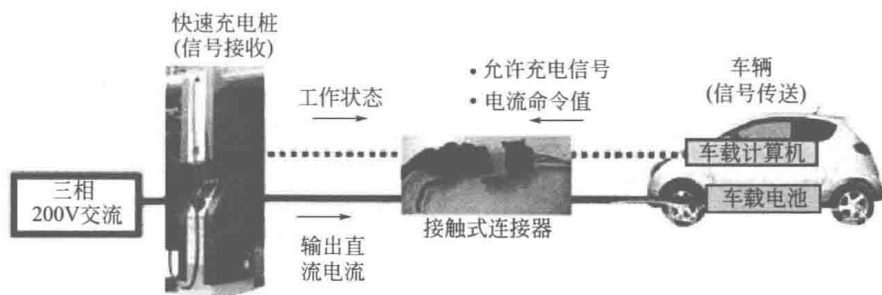 快速充电桩
(信号接收)
工作状态
• 允许充电信号
• 电流命令值
车辆
(信号传送)
车载计算机
三相
200V交流
车载电池
输出直
流电流
接触式连接器